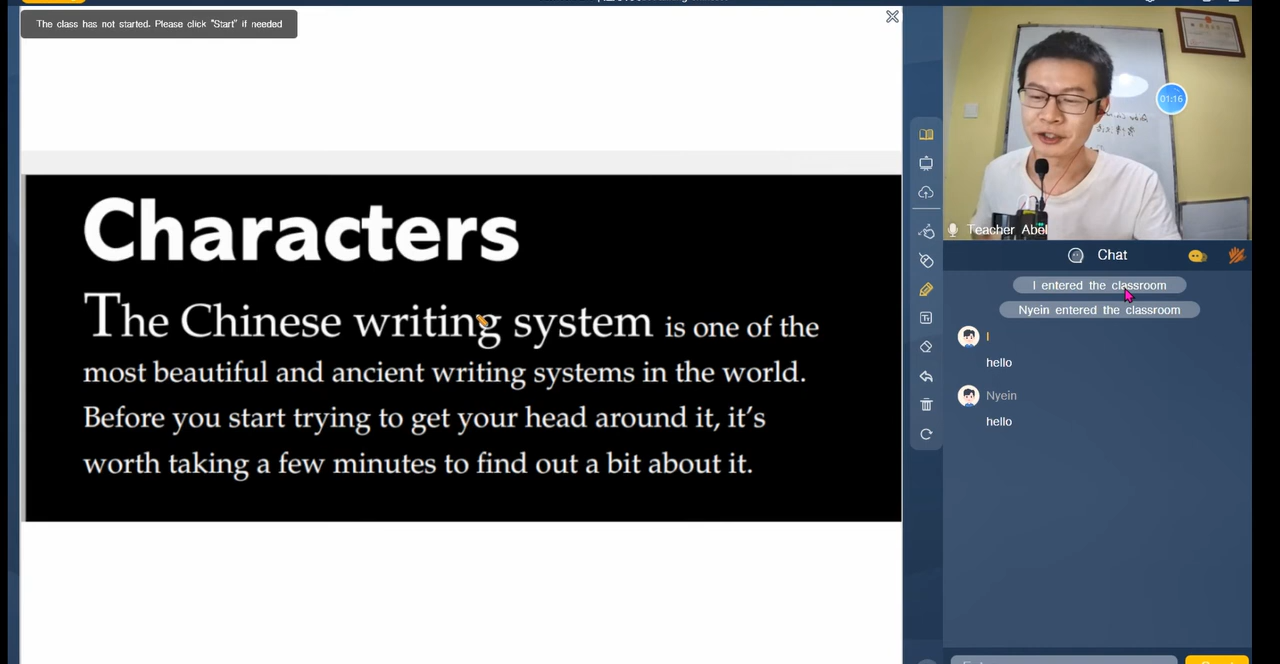 The class has not started. Please click "Start" if needed
Characters
The Chinese writing system is one of the
most beautiful and ancient writing systems in the world.
Before you start trying to get your head around it, it's
worth taking a few minutes to find out a bit about it.
01:16
Teacher Abel
Chat
I entered the classroom
Nyein entered the classroom
I
hello
Nyein
hello